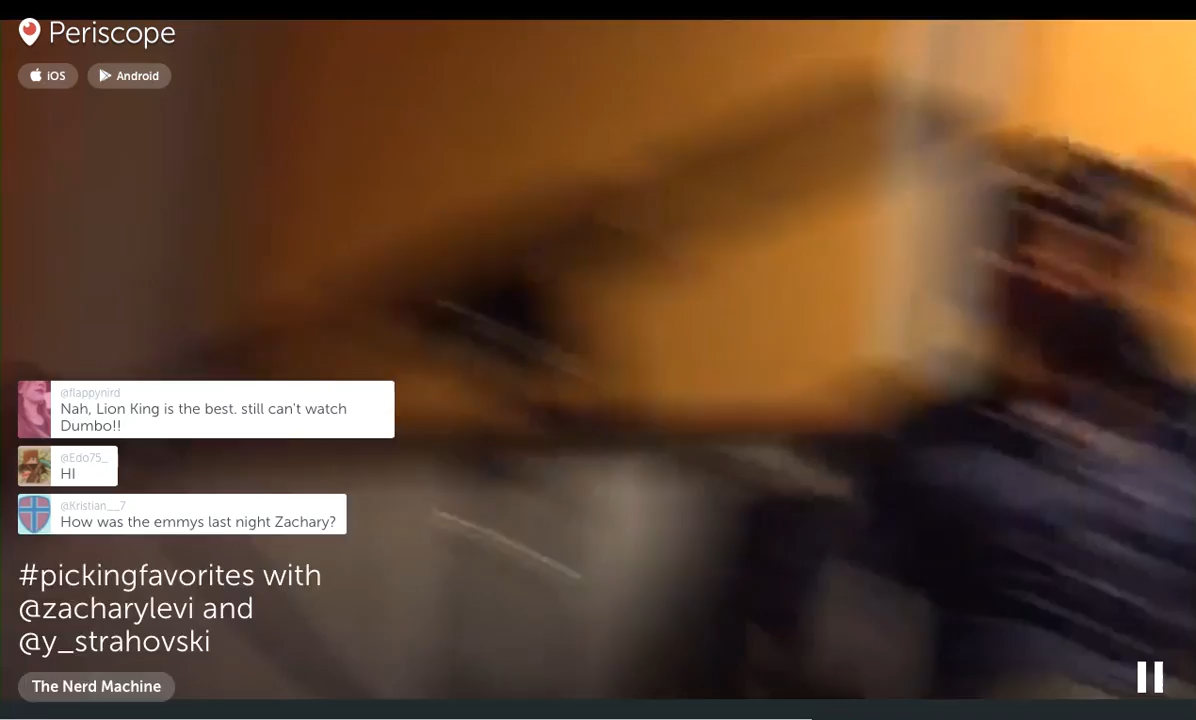 Periscope
iOS
Android
@flappynird
Nah, Lion King is the best. still can't watch
Dumbo!!
@Edo75_
HI
@Kristian__7
How was the emmys last night Zachary?
#pickingfavorites with
@zacharylevi and
@y_strahovski
The Nerd Machine